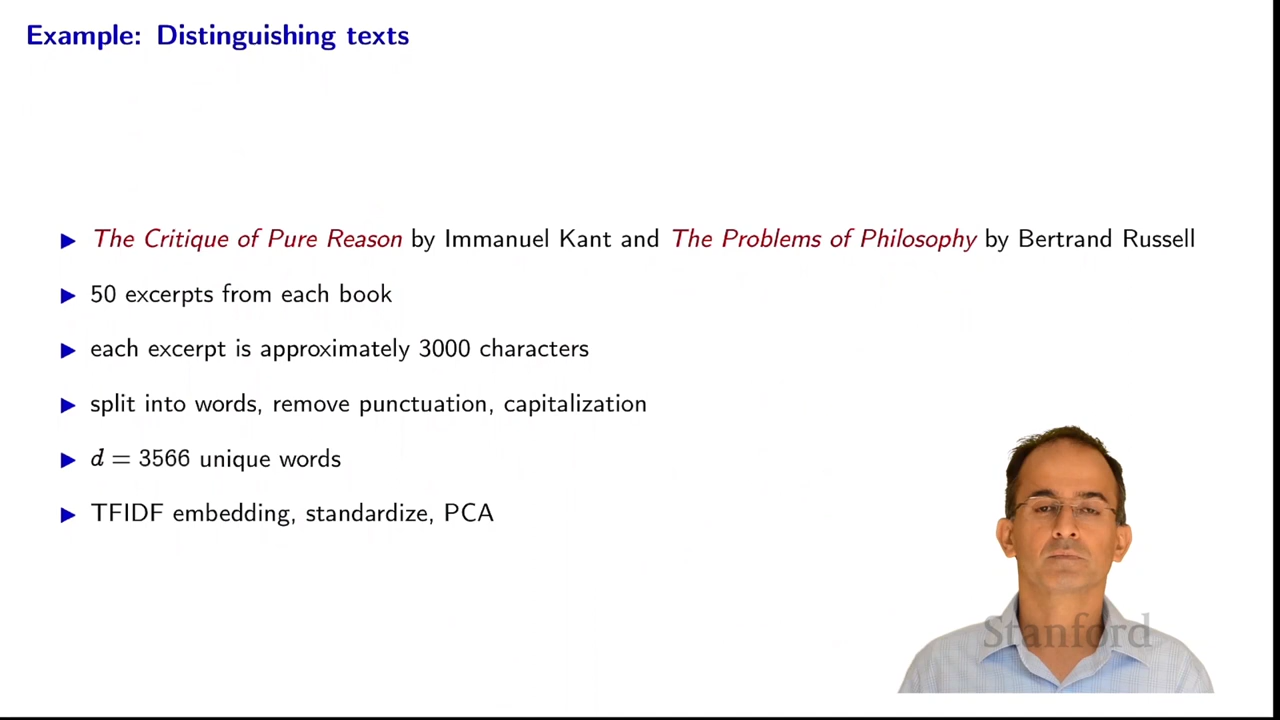 Example: Distinguishing texts
▶ The Critique of Pure Reason by Immanuel Kant and The Problems of Philosophy by Bertrand Russell
▶ 50 excerpts from each book
▶ each excerpt is approximately 3000 characters
▶ split into words, remove punctuation, capitalization
▶ d = 3566 unique words
▶ TFIDF embedding, standardize, PCA
Stanford